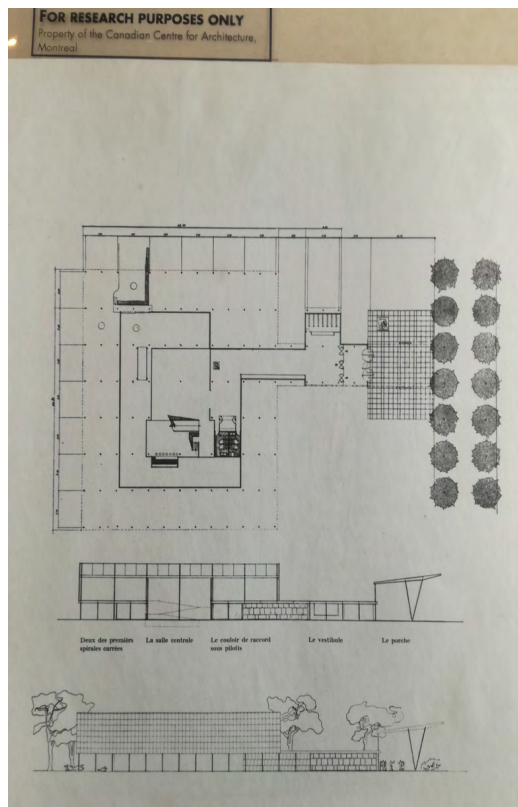 FOR RESEARCH PURPOSES ONLY
Property of the Canadian Centre for Architecture,
Montreal
Deux des premièrs
spirales carrées
La salle centrale
Le couloir de raccord
sous pilotis
Le vestibule
Le porche